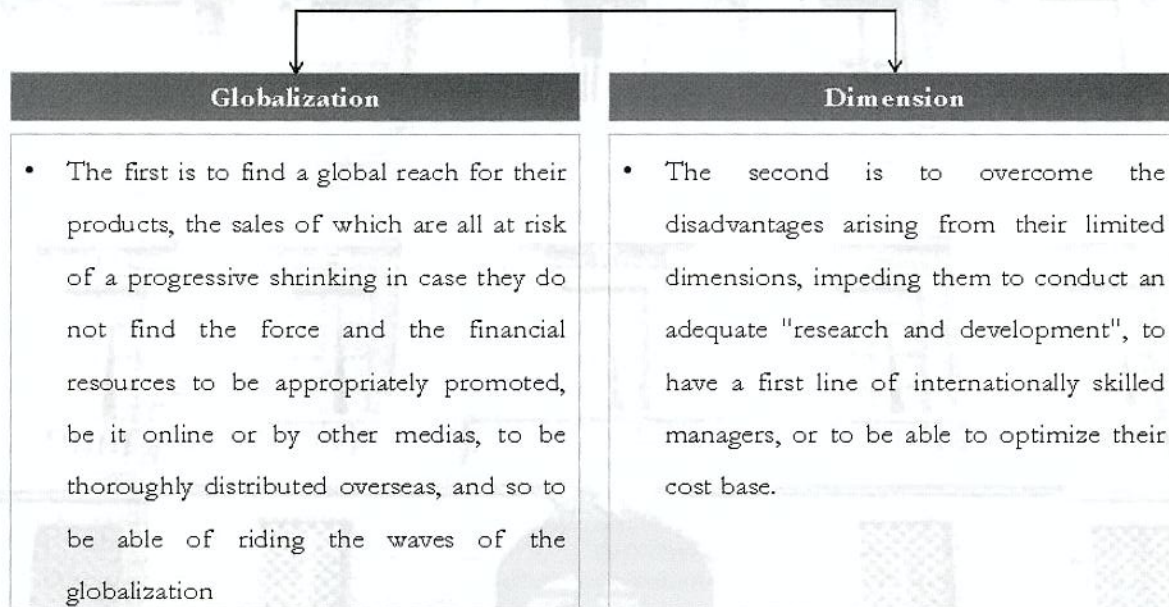 Globalization
• The first is to find a global reach for their
products, the sales of which are all at risk
of a progressive shrinking in case they do
not find the force and the financial
resources to be appropriately promoted,
be it online or by other medias, to be
thoroughly distributed overseas, and so to
be able of riding the waves of the
globalization
Dimension
• The second is to overcome the
disadvantages arising from their limited
dimensions, impeding them to conduct an
adequate "research and development", to
have a first line of internationally skilled
managers, or to be able to optimize their
cost base.